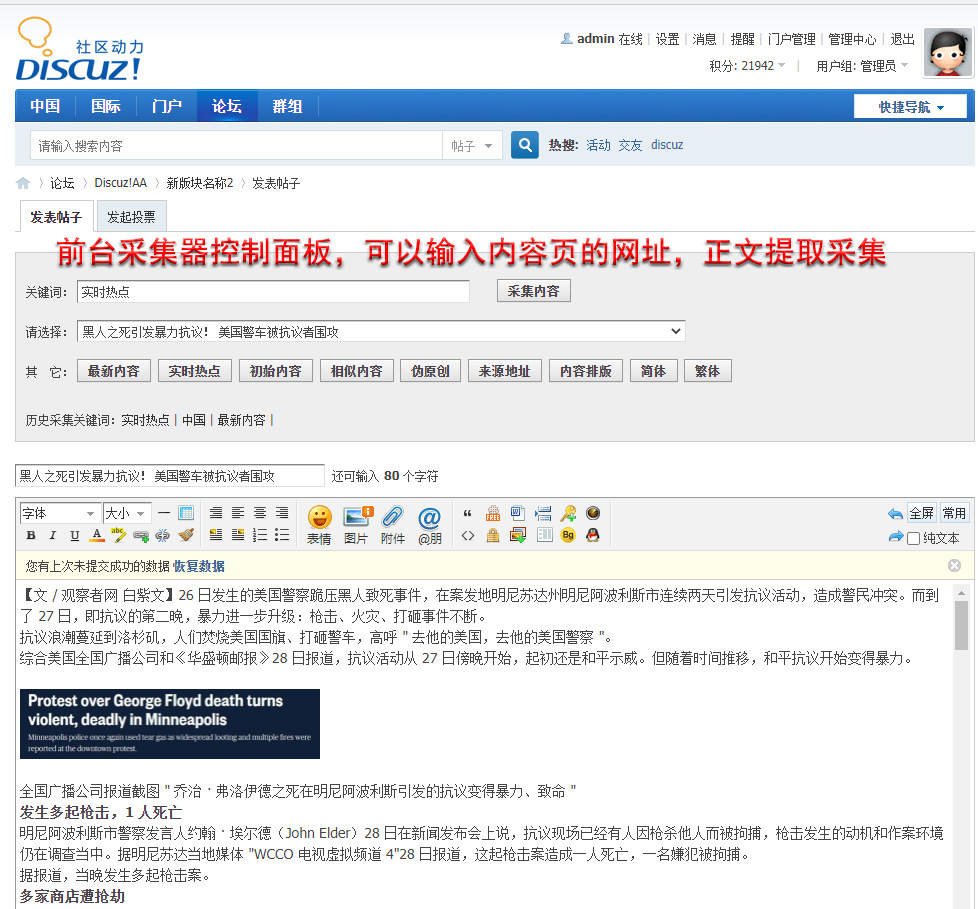 社区动力
DISCUZ!
admin 在线 | 设置 | 消息 | 提醒 | 门户管理 | 管理中心 | 退出
积分: 21942 | 用户组: 管理员
中国 国际 门户 论坛 群组 快捷导航
请输入搜索内容 帖子 热搜: 活动 交友 discuz
论坛 〉 Discuz!AA 〉 新版块名称2 〉 发表帖子
发表帖子 发起投票
前台采集器控制面板，可以输入内容页的网址，正文提取采集
关键词: 实时热点 采集内容
请选择: 黑人之死引发暴力抗议！ 美国警车被抗议者围攻
其 它: 最新内容 实时热点 初始内容 相似内容 伪原创 来源地址 内容排版 简体 繁体
历史采集关键词: 实时热点 | 中国 | 最新内容 |
黑人之死引发暴力抗议！ 美国警车被抗议者围攻 还可输入 80 个字符
字体 大小 全屏 常用
B I U A abc 表情 图片 附件 @朋 <> Bg 纯文本
您有上次未提交成功的数据 恢复数据
【文 / 观察者网 白紫文】26 日发生的美国警察跪压黑人致死事件，在案发地明尼苏达州明尼阿波利斯市连续两天引发抗议活动，造成警民冲突。而到
了 27 日，即抗议的第二晚，暴力进一步升级：枪击、火灾、打砸事件不断。
抗议浪潮蔓延到洛杉矶，人们焚烧美国国旗、打砸警车，高呼 " 去他的美国，去他的美国警察 "。
综合美国全国广播公司和《华盛顿邮报》28 日报道，抗议活动从 27 日傍晚开始，起初还是和平示威。但随着时间推移，和平抗议开始变得暴力。
Protest over George Floyd death turns
violent, deadly in Minneapolis
Minneapolis police once again used tear gas as widespread looting and multiple fires were
reported at the downtown protest.
全国广播公司报道截图 " 乔治 · 弗洛伊德之死在明尼阿波利斯引发的抗议变得暴力、致命 "
发生多起枪击，1 人死亡
明尼阿波利斯市警察发言人约翰 · 埃尔德（John Elder）28 日在新闻发布会上说，抗议现场已经有人因枪杀他人而被拘捕，枪击发生的动机和作案环境
仍在调查当中。据明尼苏达当地媒体 "WCCO 电视虚拟频道 4"28 日报道，这起枪击案造成一人死亡，一名嫌犯被拘捕。
据报道，当晚发生多起枪击案。
多家商店遭抢劫